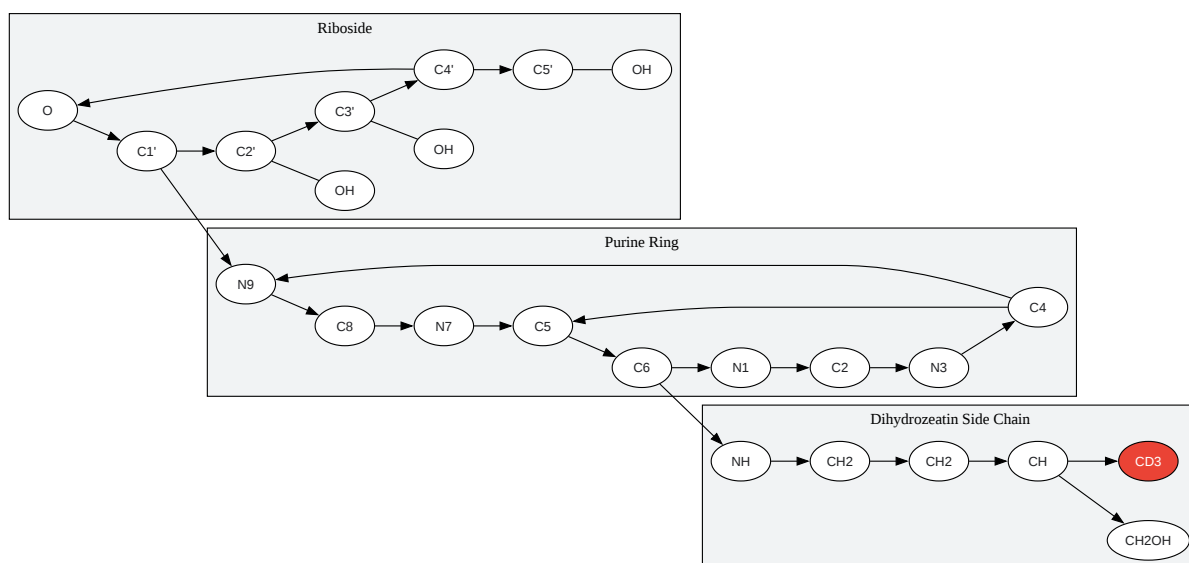 Riboside
C4'
C5'
OH
O
C3'
C1'
C2'
OH
OH
Purine Ring
N9
C4
C8
N7
C5
C6
N1
C2
N3
Dihydrozeatin Side Chain
NH
CH2
CH2
CH
CD3
CH2OH